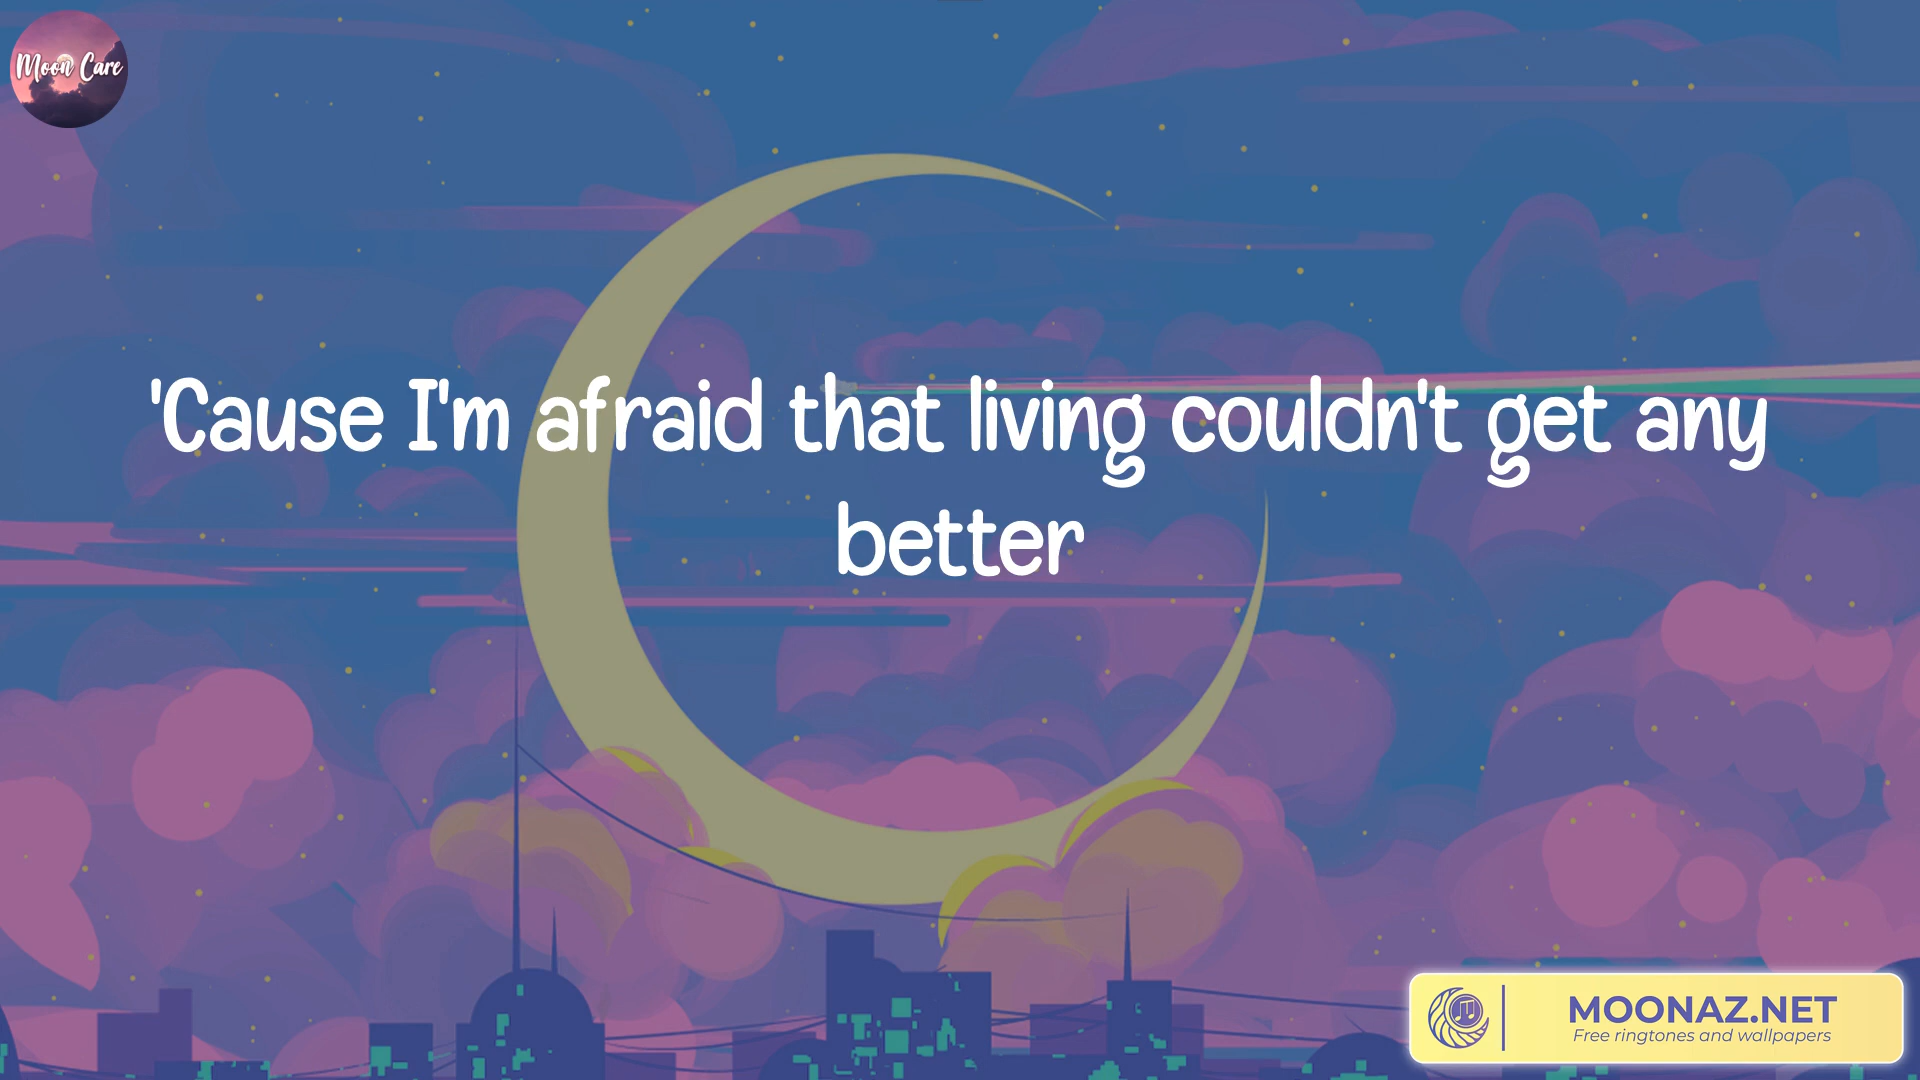 Moon Care
'Cause I'm afraid that living couldn't get any
better
MOONAZ.NET
Free ringtones and wallpapers